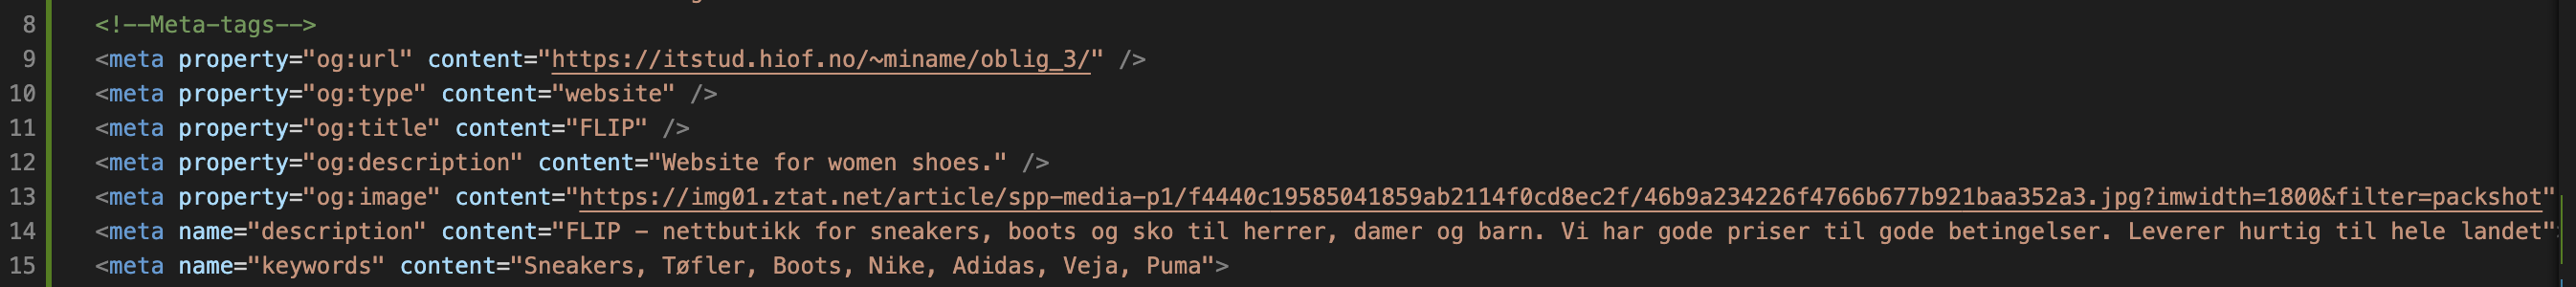 8 <!--Meta-tags-->
9 <meta property="og:url" content="https://itstud.hiof.no/~miname/oblig_3/" />
10 <meta property="og:type" content="website" />
11 <meta property="og:title" content="FLIP" />
12 <meta property="og:description" content="Website for women shoes." />
13 <meta property="og:image" content="https://img01.ztat.net/article/spp-media-p1/f4440c19585041859ab2114f0cd8ec2f/46b9a234226f4766b677b921baa352a3.jpg?imwidth=1800&filter=packshot"
14 <meta name="description" content="FLIP – nettbutikk for sneakers, boots og sko til herrer, damer og barn. Vi har gode priser til gode betingelser. Leverer hurtig til hele landet"
15 <meta name="keywords" content="Sneakers, Tøfler, Boots, Nike, Adidas, Veja, Puma">